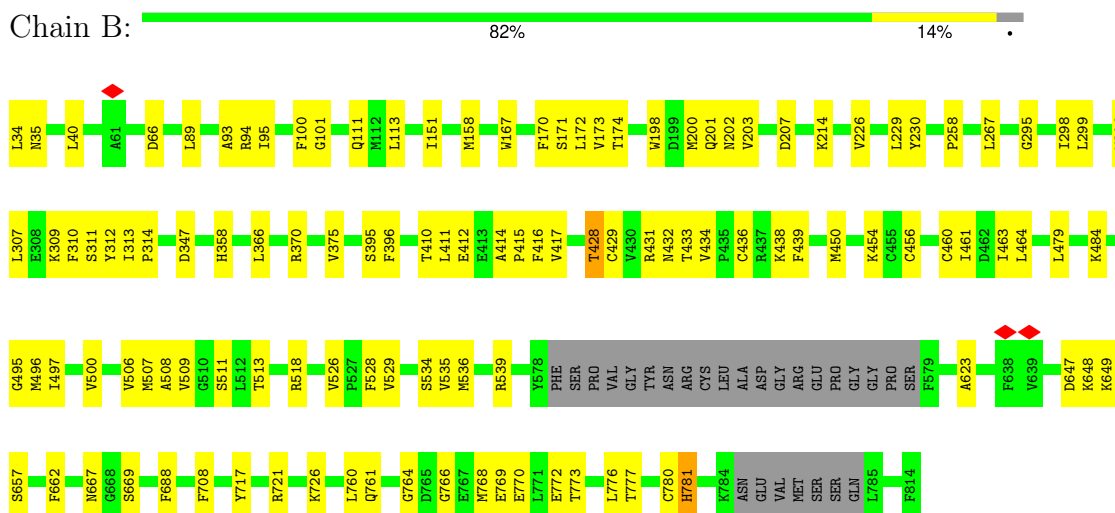 Chain B:
82% 14% •
L34 N35 L40 A61 D66 L89 A93 R94 I95 F100 G101 Q111 M112 L113 I151 M158 W167 F170 S171 L172 V173 T174 W198 D199 M200 Q201 N202 V203 D207 K214 V226 L229 Y230 P258 L267 G295 I298 L299
L307 E308 K309 F310 S311 Y312 I313 P314 D347 H358 L366 R370 V375 S395 F396 T410 L411 E412 E413 A414 P415 F416 V417 T428 C429 V430 R431 N432 T433 V434 P435 C436 R437 K438 F439 M450 K454 C455 C456 C460 I461 D462 I463 L464 L479 K484
G495 M496 I497 V500 V506 M507 A508 V509 G510 S511 L512 T513 R518 V526 P527 F528 V529 S534 V535 M536 R539 Y578 PHE SER PRO VAL GLY TYR ASN ARG CYS LEU ALA ASP GLY ARG GLU PRO GLY GLY PRO SER F579 A623 F638 V639 D647 K648 K649
S657 F662 N667 G668 S669 F688 F708 Y717 R721 K726 L760 Q761 G764 D765 G766 E767 M768 E769 E770 L771 E772 T773 L776 T777 C780 H781 K784 ASN GLU VAL MET SER SER GLN L785 F814